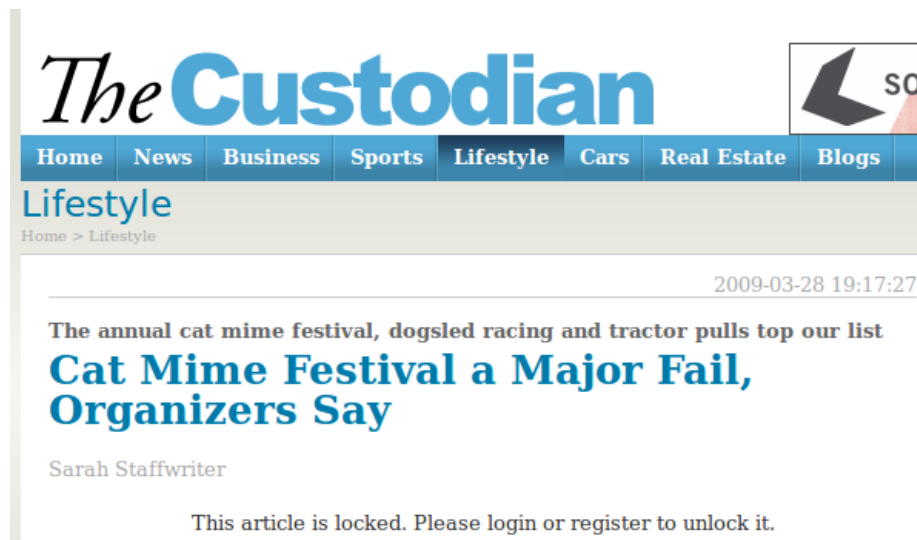 The Custodian
SO
Home News Business Sports Lifestyle Cars Real Estate Blogs
Lifestyle
Home > Lifestyle
2009-03-28 19:17:27
The annual cat mime festival, dogsled racing and tractor pulls top our list
Cat Mime Festival a Major Fail,
Organizers Say
Sarah Staffwriter
This article is locked. Please login or register to unlock it.